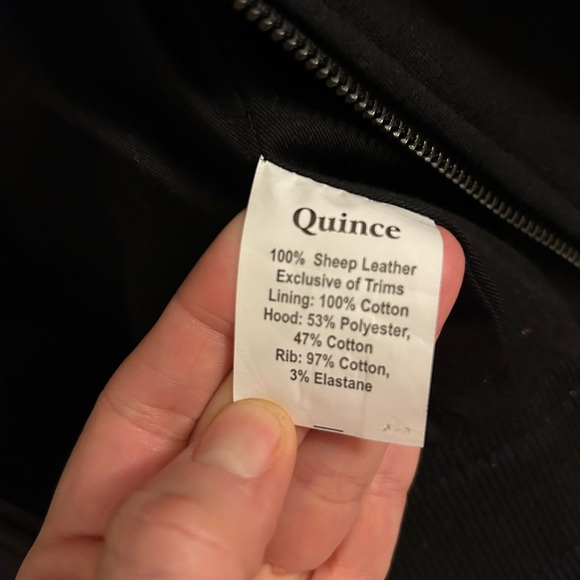 Quince
100% Sheep Leather
Exclusive of Trims
Lining: 100% Cotton
Hood: 53% Polyester,
47% Cotton
Rib: 97% Cotton,
3% Elastane